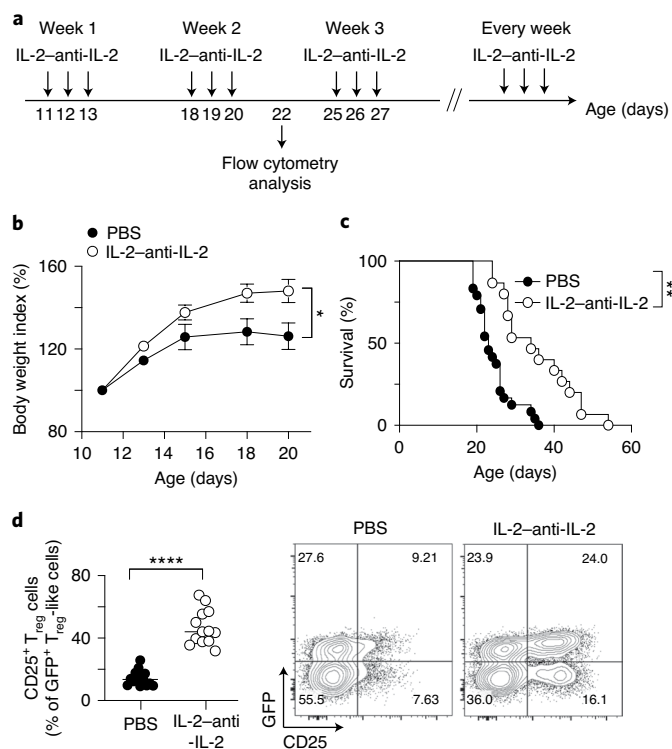 a
Week 1 Week 2 Week 3 Every week
IL-2–anti-IL-2 IL-2–anti-IL-2 IL-2–anti-IL-2 IL-2–anti-IL-2
11 12 13 18 19 20 22 25 26 27 Age (days)
Flow cytometry
analysis
b
PBS
IL-2–anti-IL-2
Body weight index (%)
160
120
80
*
10 12 14 16 18 20
Age (days)
c
PBS
IL-2–anti-IL-2
**
Survival (%)
100
50
0
0 20 40 60
Age (days)
d
CD25+ Treg cells
(% of GFP+ Treg-like cells)
****
80
40
0
PBS IL-2–anti
-IL-2
PBS IL-2–anti-IL-2
27.6 9.21 23.9 24.0
55.5 7.63 36.0 16.1
GFP
CD25